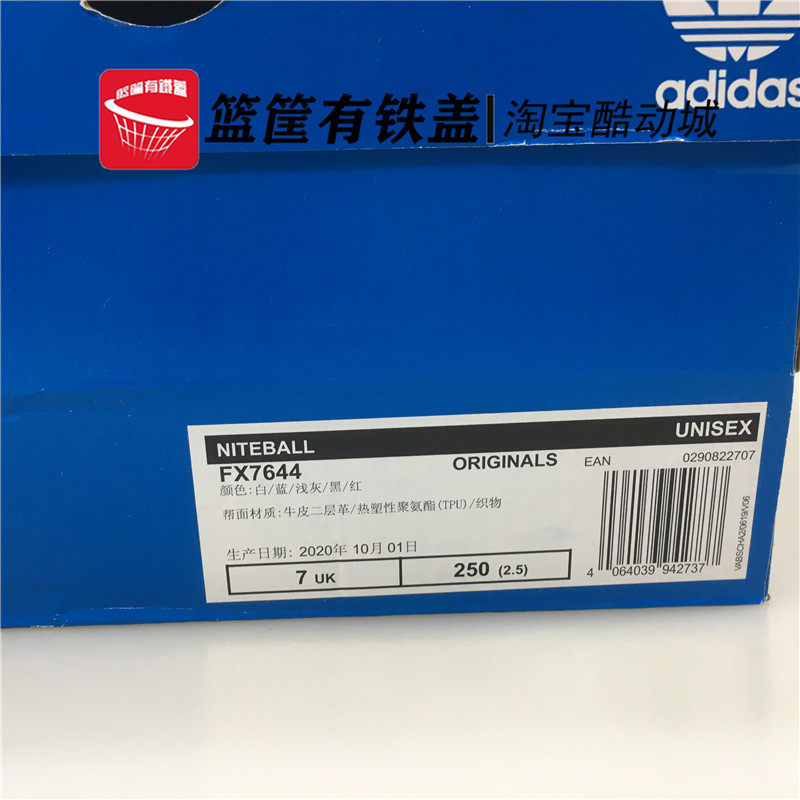 adidas
篮筐有铁盖
篮筐有铁盖|淘宝酷动城
NITEBALL UNISEX
FX7644 ORIGINALS EAN 0290822707
颜色:白/蓝/浅灰/黑/红
帮面材质:牛皮二层革/热塑性聚氨酯(TPU)/织物
生产日期: 2020年 10月 01日
7 UK 250 (2.5)
4 064039 942737
VABSCHA2/0619/V06